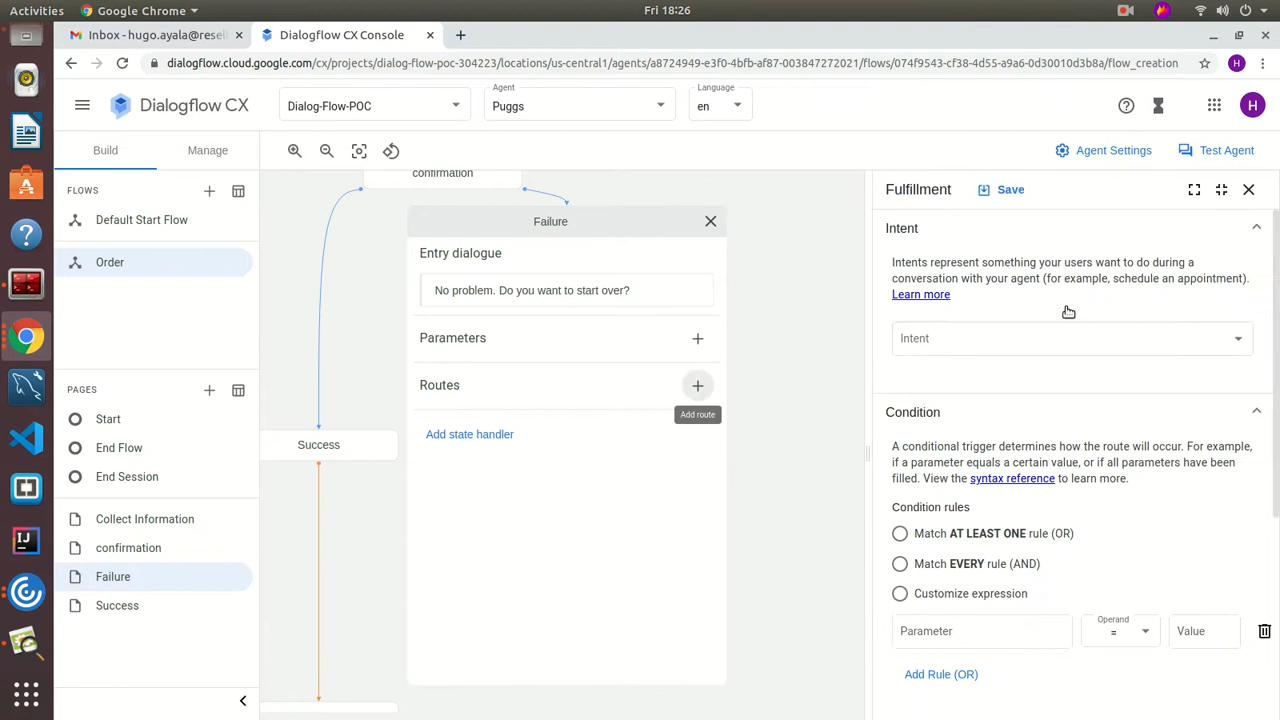 Activities
Google Chrome
Fri 18:26
Inbox - hugo.ayala@resell
Dialogflow CX Console
dialogflow.cloud.google.com/cx/projects/dialog-flow-poc-304223/locations/us-central1/agents/a8724949-e3f0-4bfb-af87-003847272021/flows/074f9543-cf38-4d55-a9a6-0d30010d3b8a/flow_creation
H
Dialogflow CX
Dialog-Flow-POC
Agent
Puggs
Language
en
H
Build
Manage
Agent Settings
Test Agent
FLOWS
Default Start Flow
Order
PAGES
Start
End Flow
End Session
Collect Information
confirmation
Failure
Success
confirmation
Success
Failure
Entry dialogue
No problem. Do you want to start over?
Parameters
Routes
Add route
Add state handler
Fulfillment
Save
Intent
Intents represent something your users want to do during a
conversation with your agent (for example, schedule an appointment).
Learn more
Intent
Condition
A conditional trigger determines how the route will occur. For example,
if a parameter equals a certain value, or if all parameters have been
filled. View the syntax reference to learn more.
Condition rules
Match AT LEAST ONE rule (OR)
Match EVERY rule (AND)
Customize expression
Parameter
Operand
=
Value
Add Rule (OR)